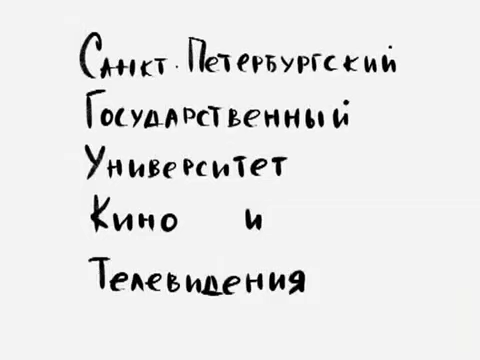 Санкт-Петербургский
Государственный
Университет
Кино и
Телевидения